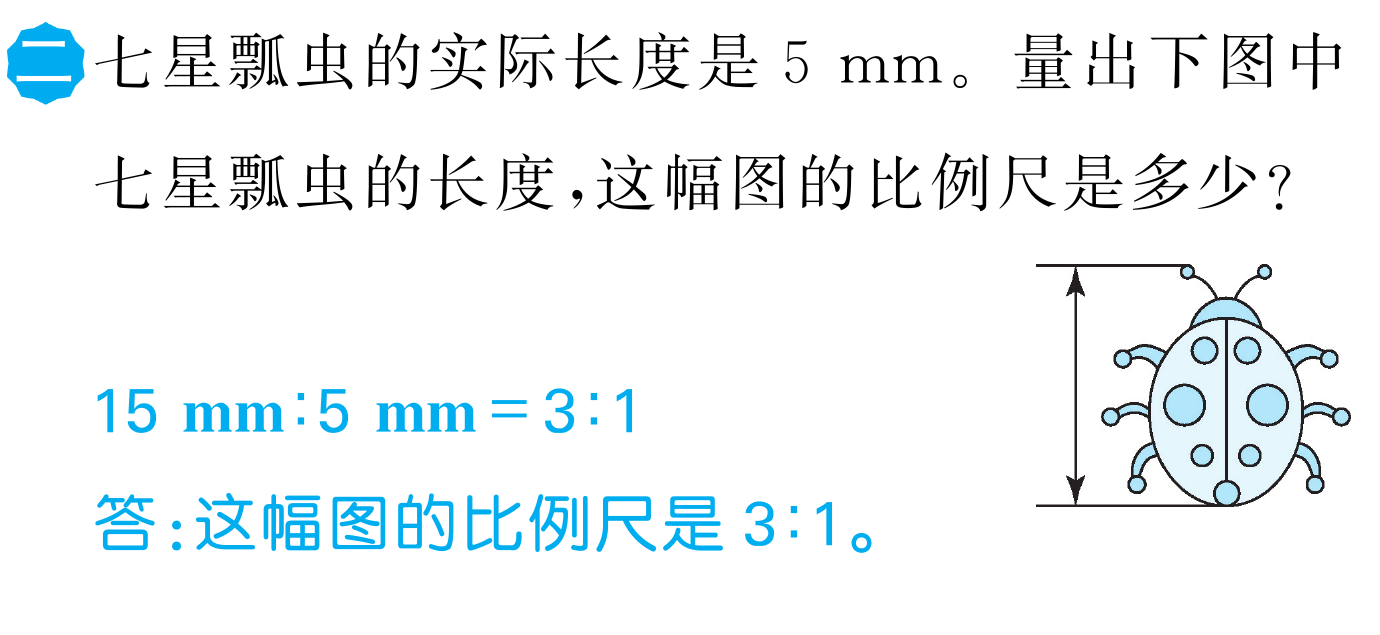 二 七星瓢虫的实际长度是 5 mm。量出下图中
七星瓢虫的长度,这幅图的比例尺是多少?
15 mm∶5 mm=3∶1
答:这幅图的比例尺是 3∶1。